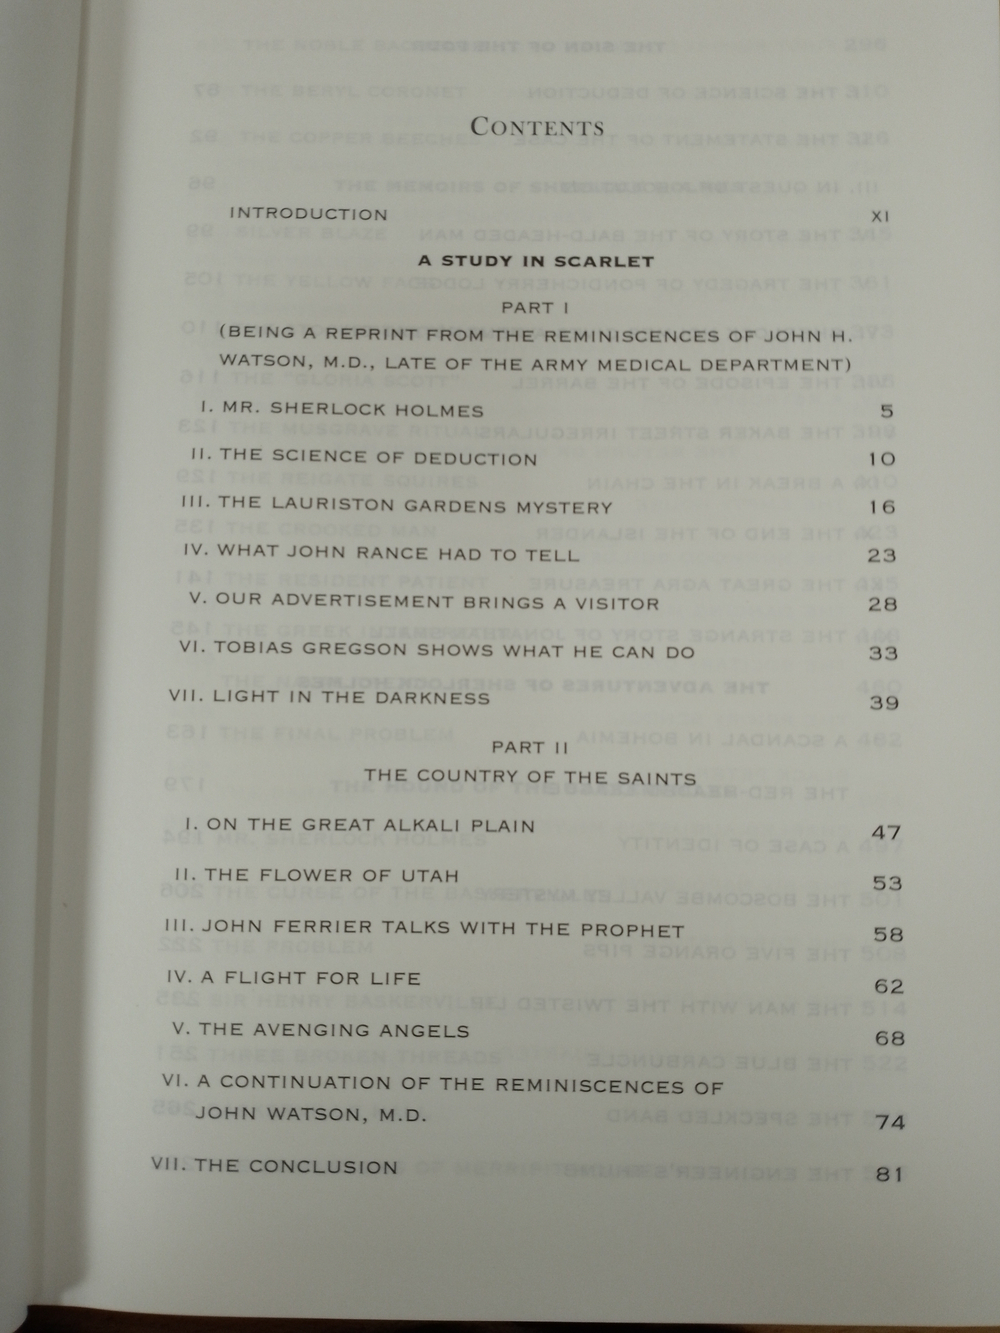 CONTENTS
INTRODUCTION XI
A STUDY IN SCARLET
PART I
(BEING A REPRINT FROM THE REMINISCENCES OF JOHN H.
WATSON, M.D., LATE OF THE ARMY MEDICAL DEPARTMENT)
I. MR. SHERLOCK HOLMES 5
II. THE SCIENCE OF DEDUCTION 10
III. THE LAURISTON GARDENS MYSTERY 16
IV. WHAT JOHN RANCE HAD TO TELL 23
V. OUR ADVERTISEMENT BRINGS A VISITOR 28
VI. TOBIAS GREGSON SHOWS WHAT HE CAN DO 33
VII. LIGHT IN THE DARKNESS 39
PART II
THE COUNTRY OF THE SAINTS
I. ON THE GREAT ALKALI PLAIN 47
II. THE FLOWER OF UTAH 53
III. JOHN FERRIER TALKS WITH THE PROPHET 58
IV. A FLIGHT FOR LIFE 62
V. THE AVENGING ANGELS 68
VI. A CONTINUATION OF THE REMINISCENCES OF
JOHN WATSON, M.D. 74
VII. THE CONCLUSION 81